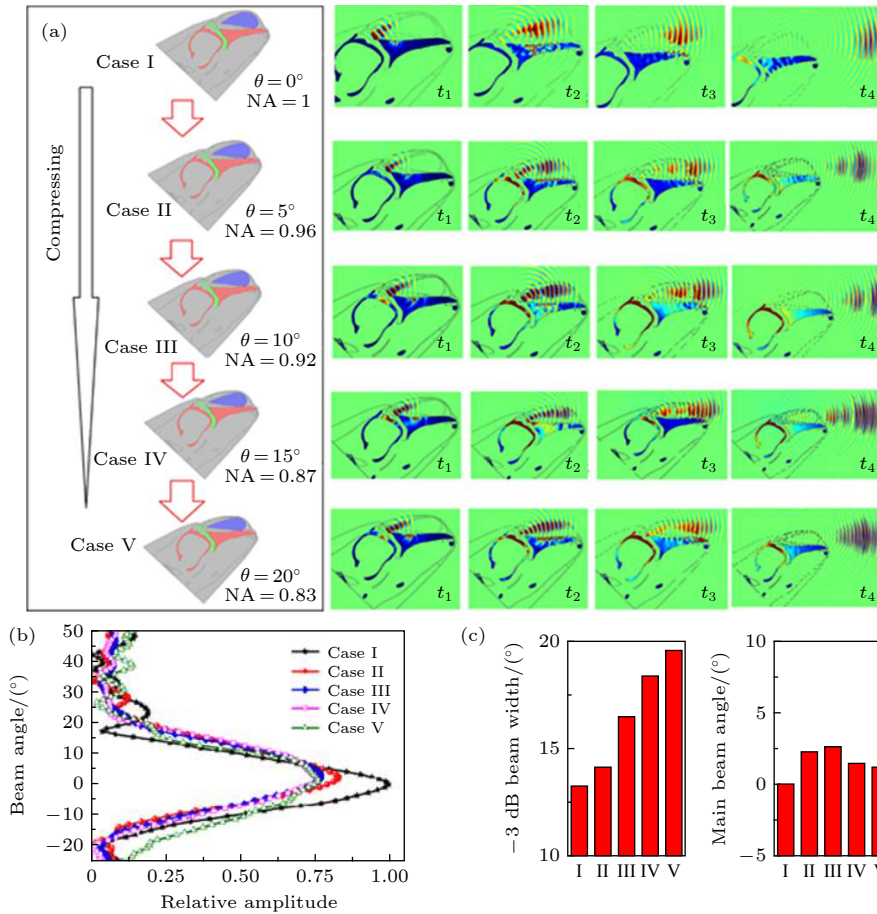 (a)
Case I
θ = 0°
NA = 1
t1 t2 t3 t4
Compressing
Case II
θ = 5°
NA = 0.96
t1 t2 t3 t4
Case III
θ = 10°
NA = 0.92
t1 t2 t3 t4
Case IV
θ = 15°
NA = 0.87
t1 t2 t3 t4
Case V
θ = 20°
NA = 0.83
t1 t2 t3 t4
(b)
Beam angle/(°)
50
40
30
20
10
0
−10
−20
Case I
Case II
Case III
Case IV
Case V
0 0.25 0.50 0.75 1.00
Relative amplitude
(c)
−3 dB beam width/(°)
20
15
10
I II III IV V
Main beam angle/(°)
10
5
0
−5
I II III IV